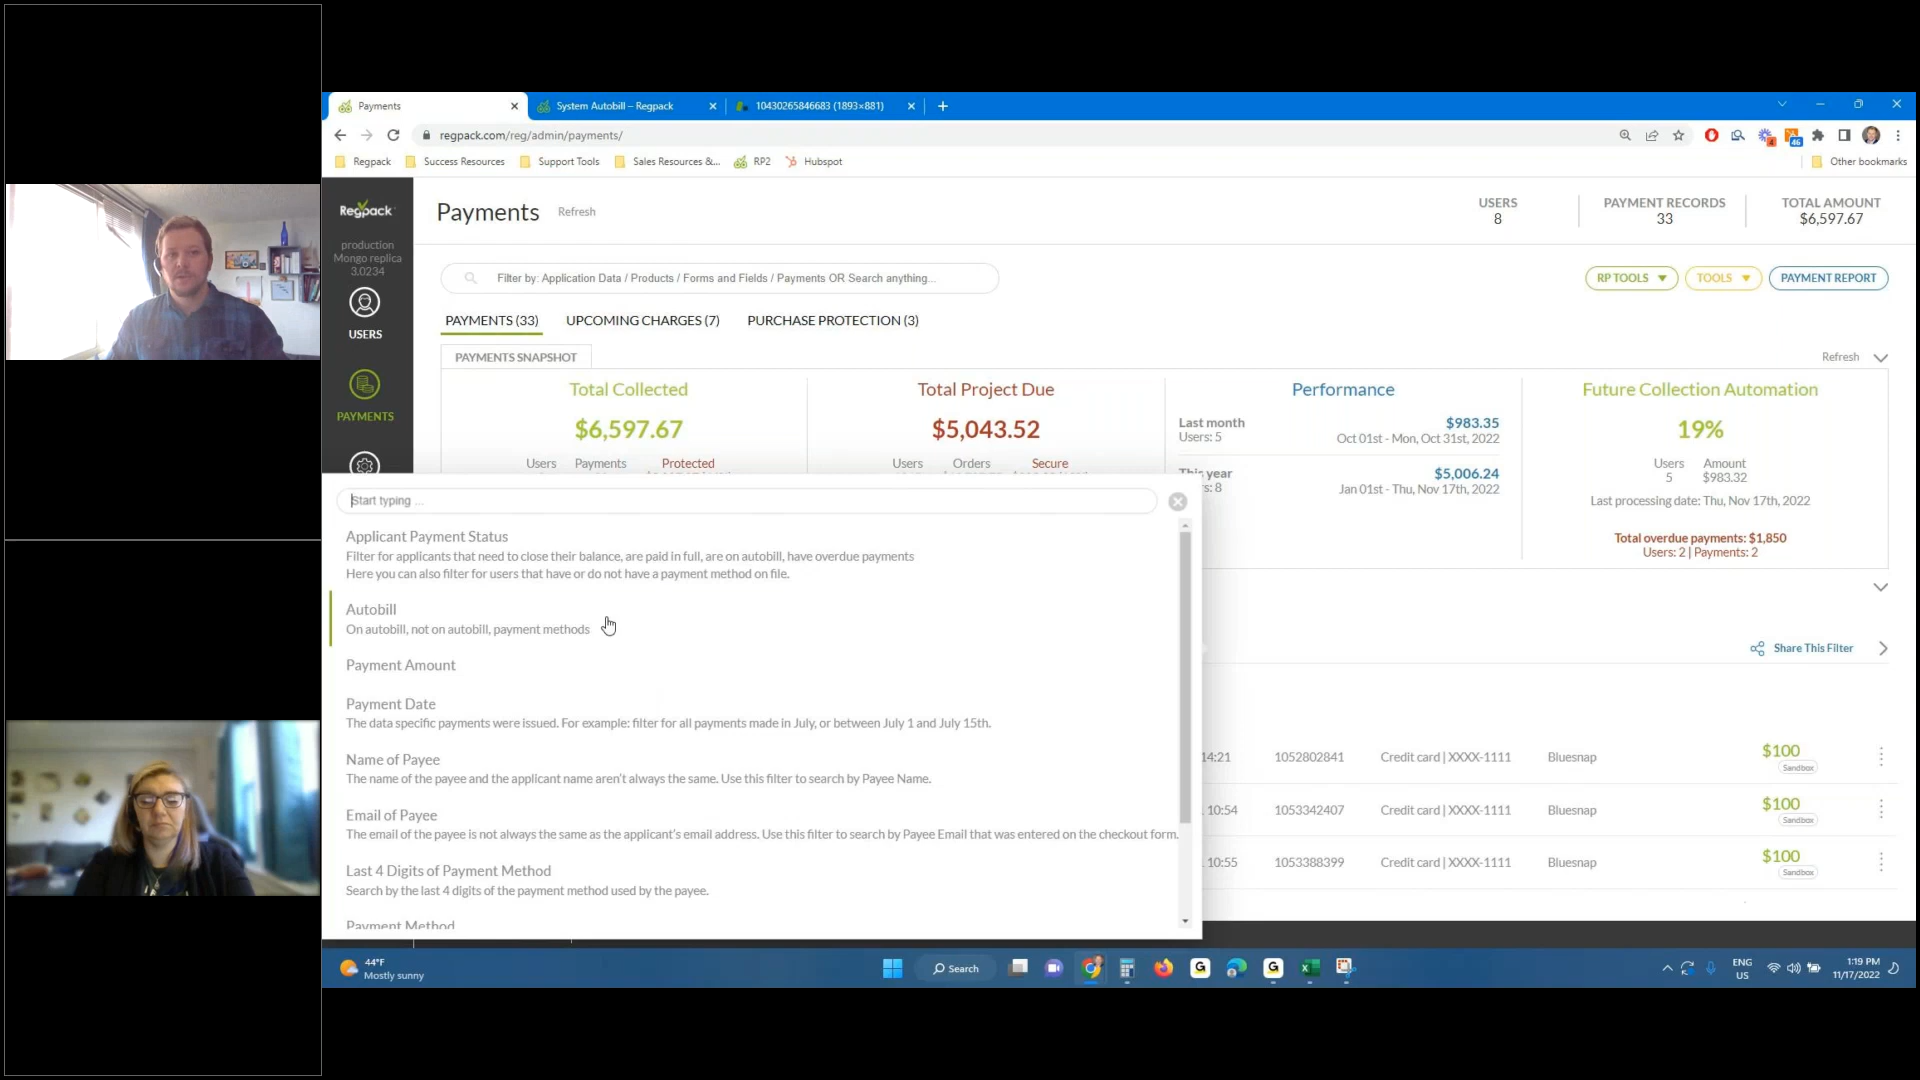 Payments
System Autobill – Regpack
10430265846683 (1893×881)
regpack.com/reg/admin/payments/
Regpack
Success Resources
Support Tools
Sales Resources &...
RP2
Hubspot
Other bookmarks
Regpack
production
Mongo replica
3.0234
USERS
PAYMENTS
Payments
Refresh
USERS
8
PAYMENT RECORDS
33
TOTAL AMOUNT
$6,597.67
Filter by: Application Data / Products / Forms and Fields / Payments OR Search anything...
RP TOOLS
TOOLS
PAYMENT REPORT
PAYMENTS (33)
UPCOMING CHARGES (7)
PURCHASE PROTECTION (3)
PAYMENTS SNAPSHOT
Refresh
Total Collected
$6,597.67
Users
Payments
Protected
Total Project Due
$5,043.52
Users
Orders
Secure
Performance
Last month
Users: 5
$983.35
Oct 01st - Mon, Oct 31st, 2022
This year
s: 8
$5,006.24
Jan 01st - Thu, Nov 17th, 2022
Future Collection Automation
19%
Users
5
Amount
$983.32
Last processing date: Thu, Nov 17th, 2022
Total overdue payments: $1,850
Users: 2 | Payments: 2
Start typing ...
Applicant Payment Status
Filter for applicants that need to close their balance, are paid in full, are on autobill, have overdue payments
Here you can also filter for users that have or do not have a payment method on file.
Autobill
On autobill, not on autobill, payment methods
Payment Amount
Payment Date
The data specific payments were issued. For example: filter for all payments made in July, or between July 1 and July 15th.
Name of Payee
The name of the payee and the applicant name aren't always the same. Use this filter to search by Payee Name.
Email of Payee
The email of the payee is not always the same as the applicant's email address. Use this filter to search by Payee Email that was entered on the checkout form.
Last 4 Digits of Payment Method
Search by the last 4 digits of the payment method used by the payee.
Payment Method
Share This Filter
14:21 1052802841 Credit card | XXXX-1111 Bluesnap $100
Sandbox
10:54 1053342407 Credit card | XXXX-1111 Bluesnap $100
Sandbox
10:55 1053388399 Credit card | XXXX-1111 Bluesnap $100
Sandbox
44°F
Mostly sunny
Search
ENG
US
1:19 PM
11/17/2022